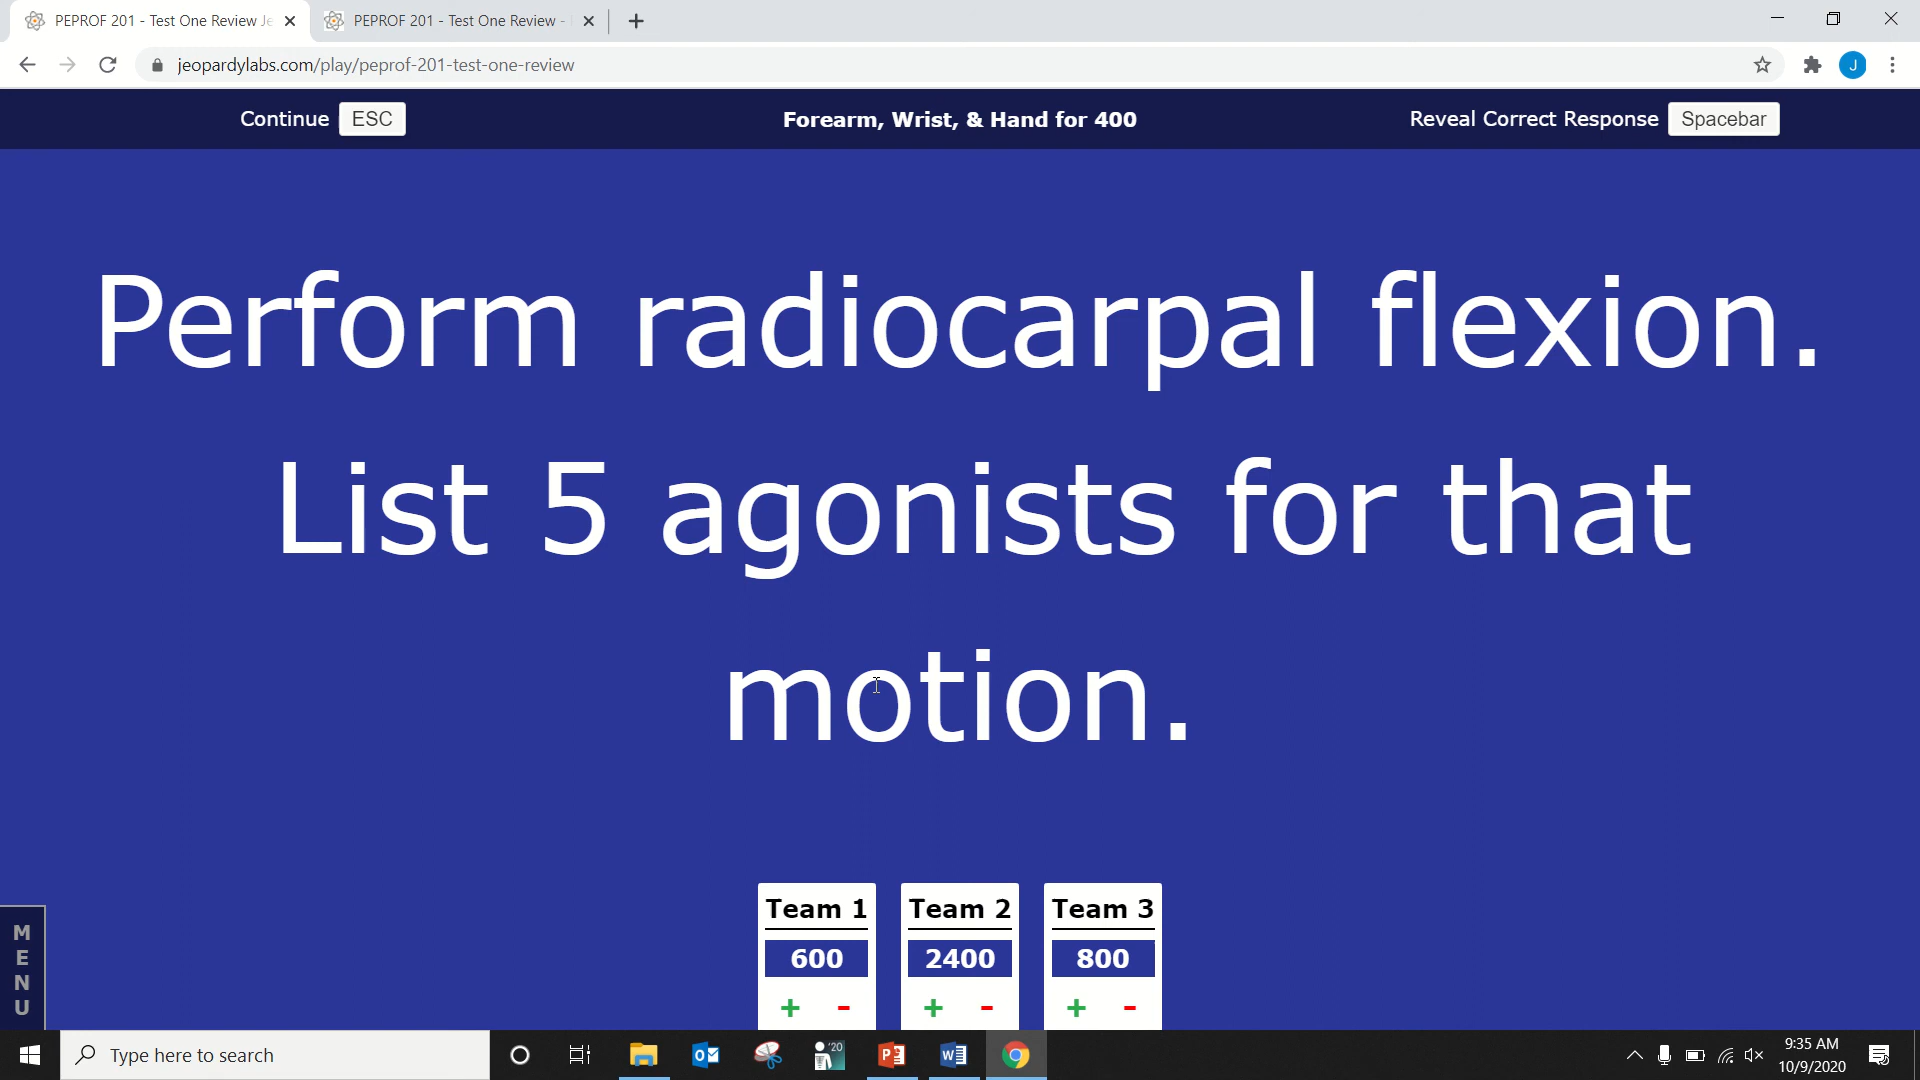 PEPROF 201 - Test One Review Je
PEPROF 201 - Test One Review -
jeopardylabs.com/play/peprof-201-test-one-review
J
Continue ESC
Forearm, Wrist, & Hand for 400
Reveal Correct Response Spacebar
Perform radiocarpal flexion.
List 5 agonists for that
motion.
Team 1
600
+ -
Team 2
2400
+ -
Team 3
800
+ -
MENU
Type here to search
'20
9:35 AM
10/9/2020